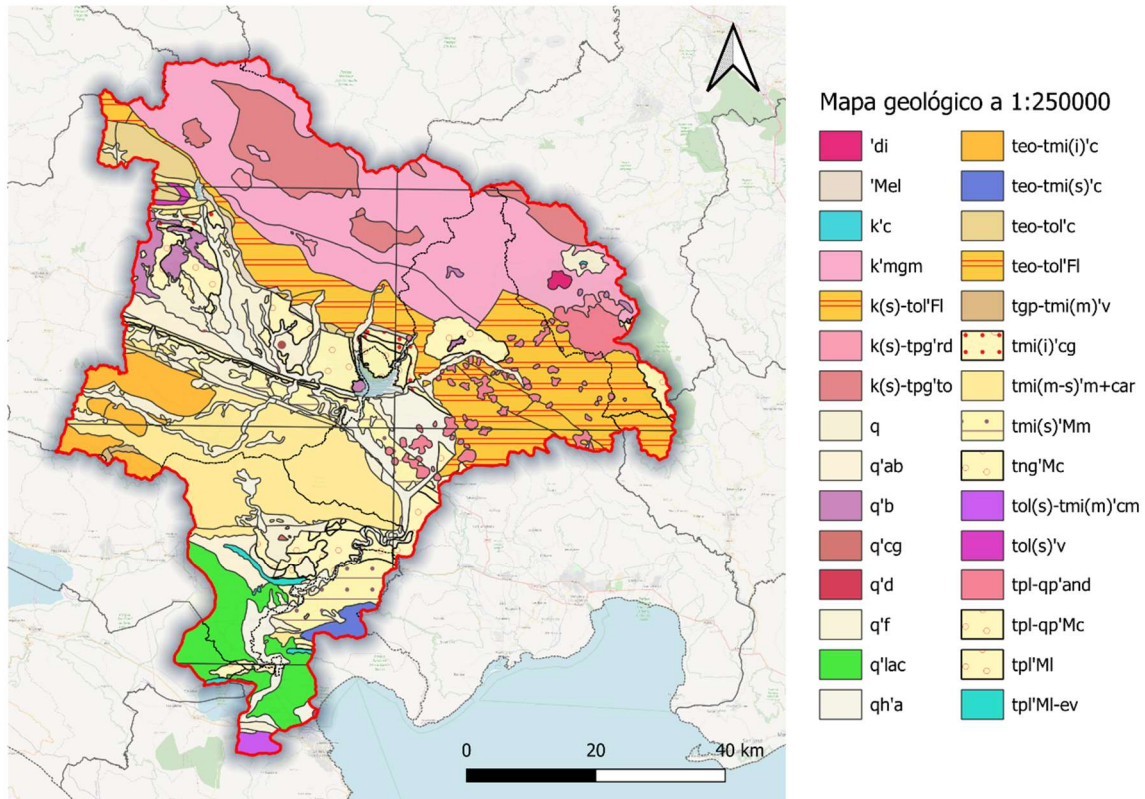 Mapa geológico a 1:250000
'di
'Mel
k'c
k'mgm
k(s)-tol'Fl
k(s)-tpg'rd
k(s)-tpg'to
q
q'ab
q'b
q'cg
q'd
q'f
q'lac
qh'a
teo-tmi(i)'c
teo-tmi(s)'c
teo-tol'c
teo-tol'Fl
tgp-tmi(m)'v
tmi(i)'cg
tmi(m-s)'m+car
tmi(s)'Mm
tng'Mc
tol(s)-tmi(m)'cm
tol(s)'v
tpl-qp'and
tpl-qp'Mc
tpl'Ml
tpl'Ml-ev
0 20 40 km